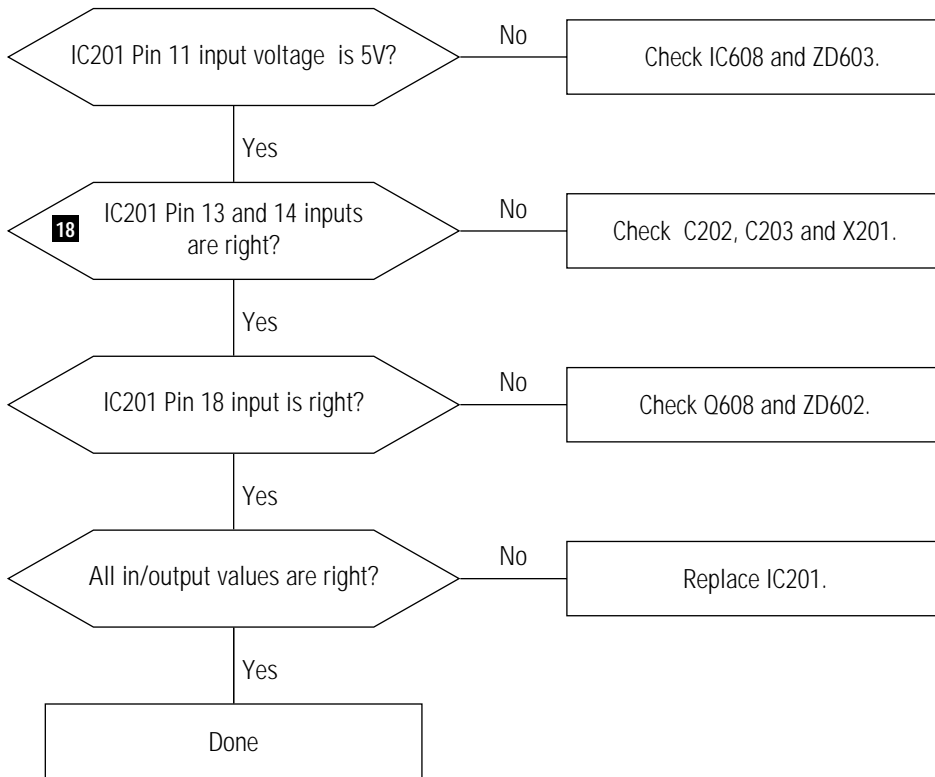 IC201 Pin 11 input voltage is 5V?
No
Check IC608 and ZD603.
Yes
18
IC201 Pin 13 and 14 inputs
are right?
No
Check C202, C203 and X201.
Yes
IC201 Pin 18 input is right?
No
Check Q608 and ZD602.
Yes
All in/output values are right?
No
Replace IC201.
Yes
Done